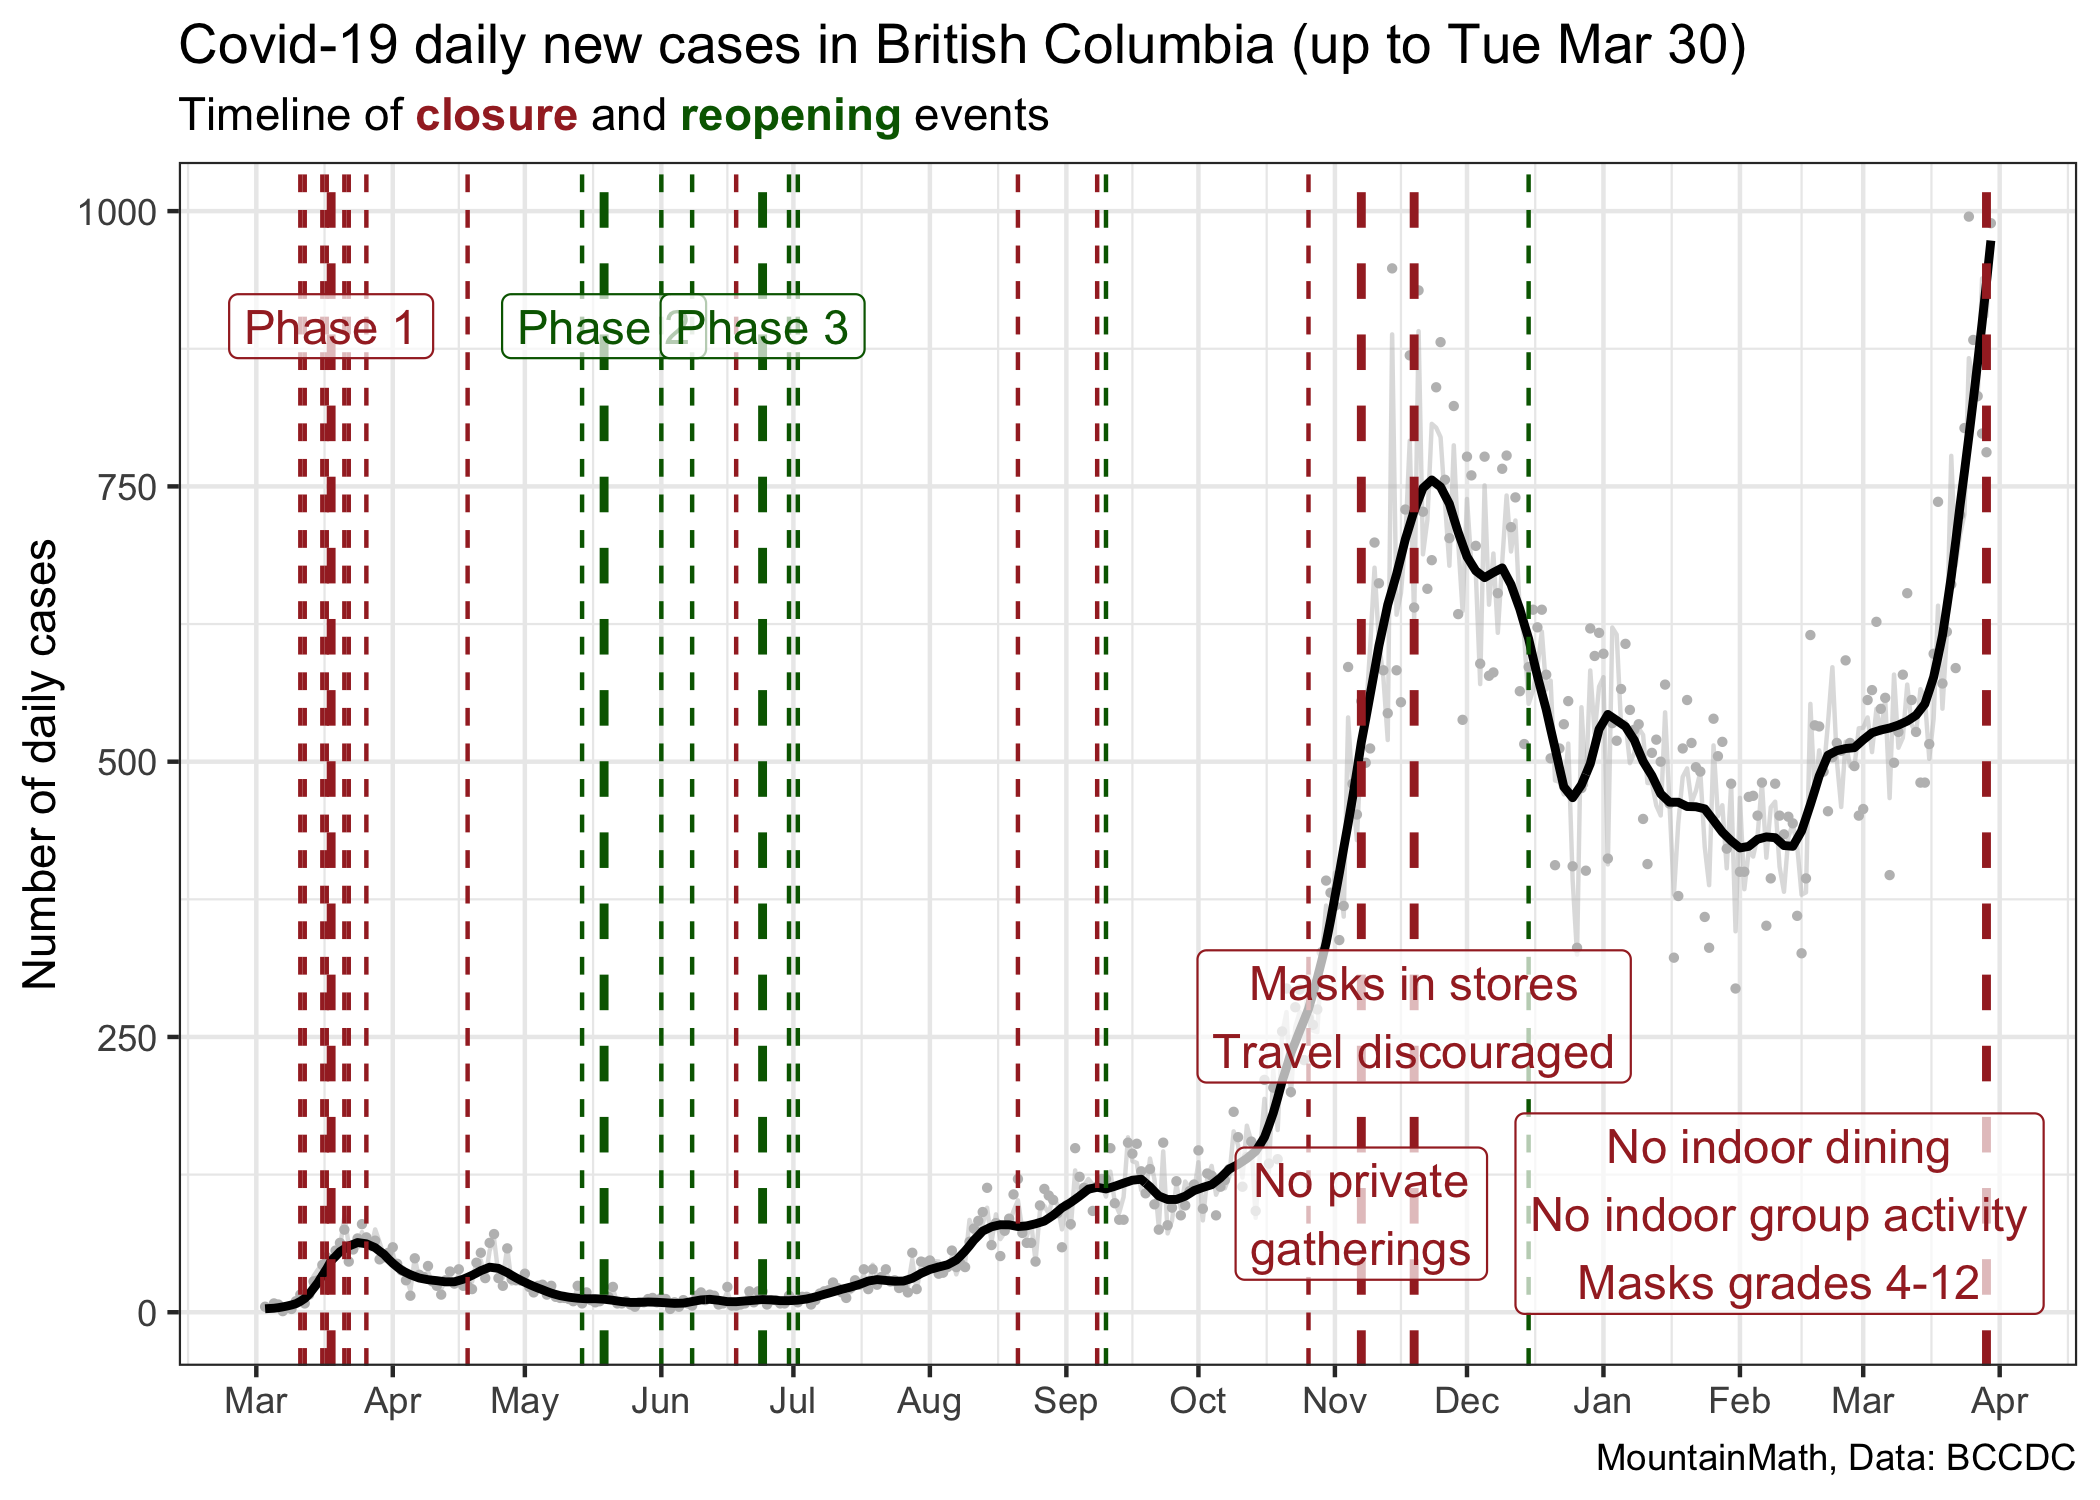 Covid-19 daily new cases in British Columbia (up to Tue Mar 30)
Timeline of closure and reopening events
Number of daily cases
1000
750
500
250
0
Phase 1
Phase 2
Phase 3
Masks in stores
Travel discouraged
No private
gatherings
No indoor dining
No indoor group activity
Masks grades 4-12
Mar Apr May Jun Jul Aug Sep Oct Nov Dec Jan Feb Mar Apr
MountainMath, Data: BCCDC